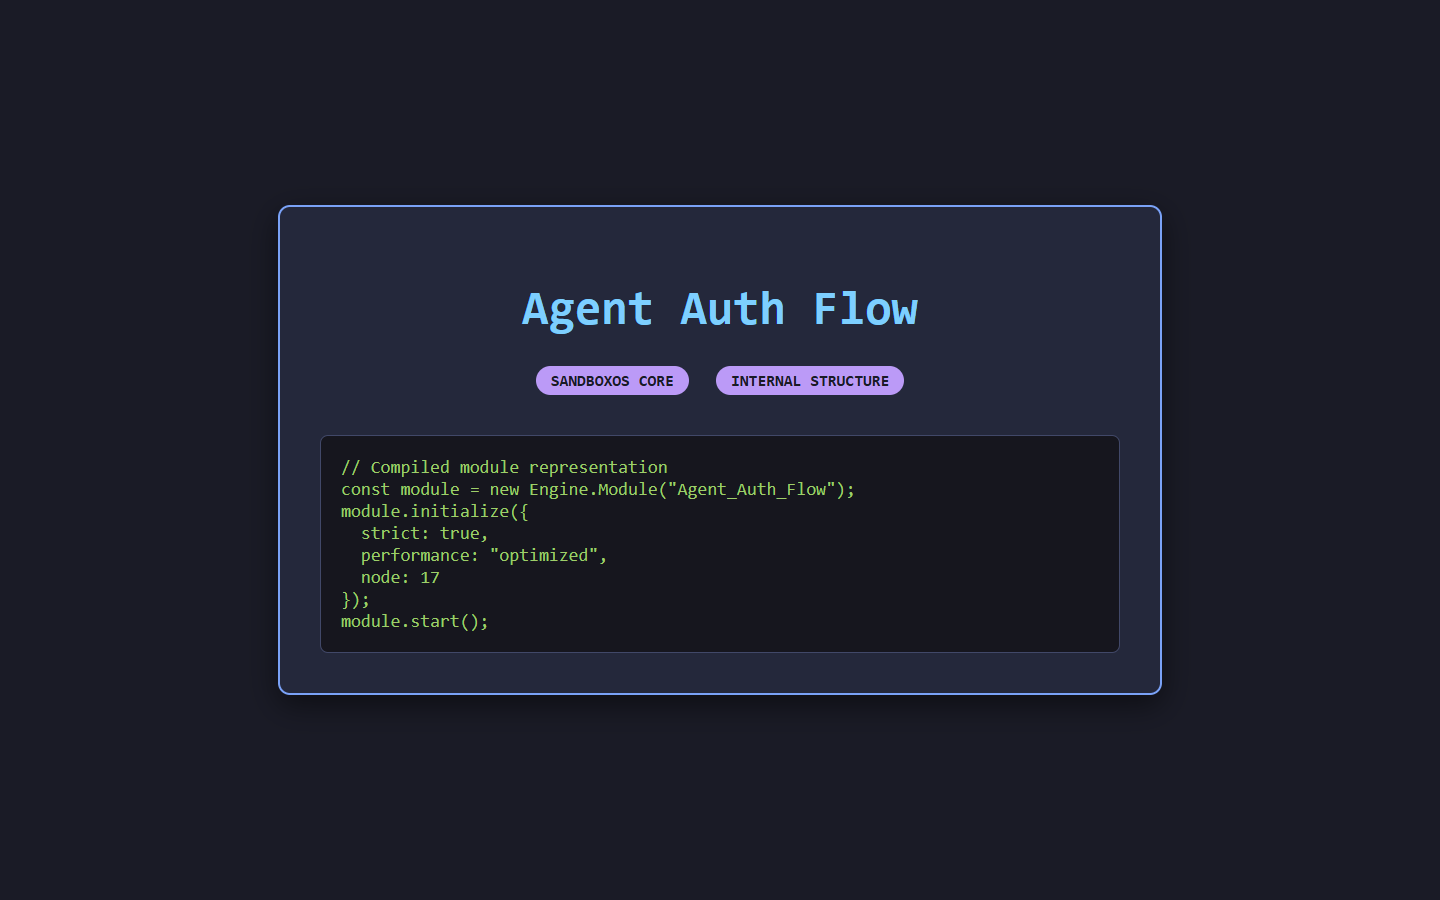 Agent Auth Flow
SANDBOXOS CORE INTERNAL STRUCTURE
// Compiled module representation
const module = new Engine.Module("Agent_Auth_Flow");
module.initialize({
  strict: true,
  performance: "optimized",
  node: 17
});
module.start();